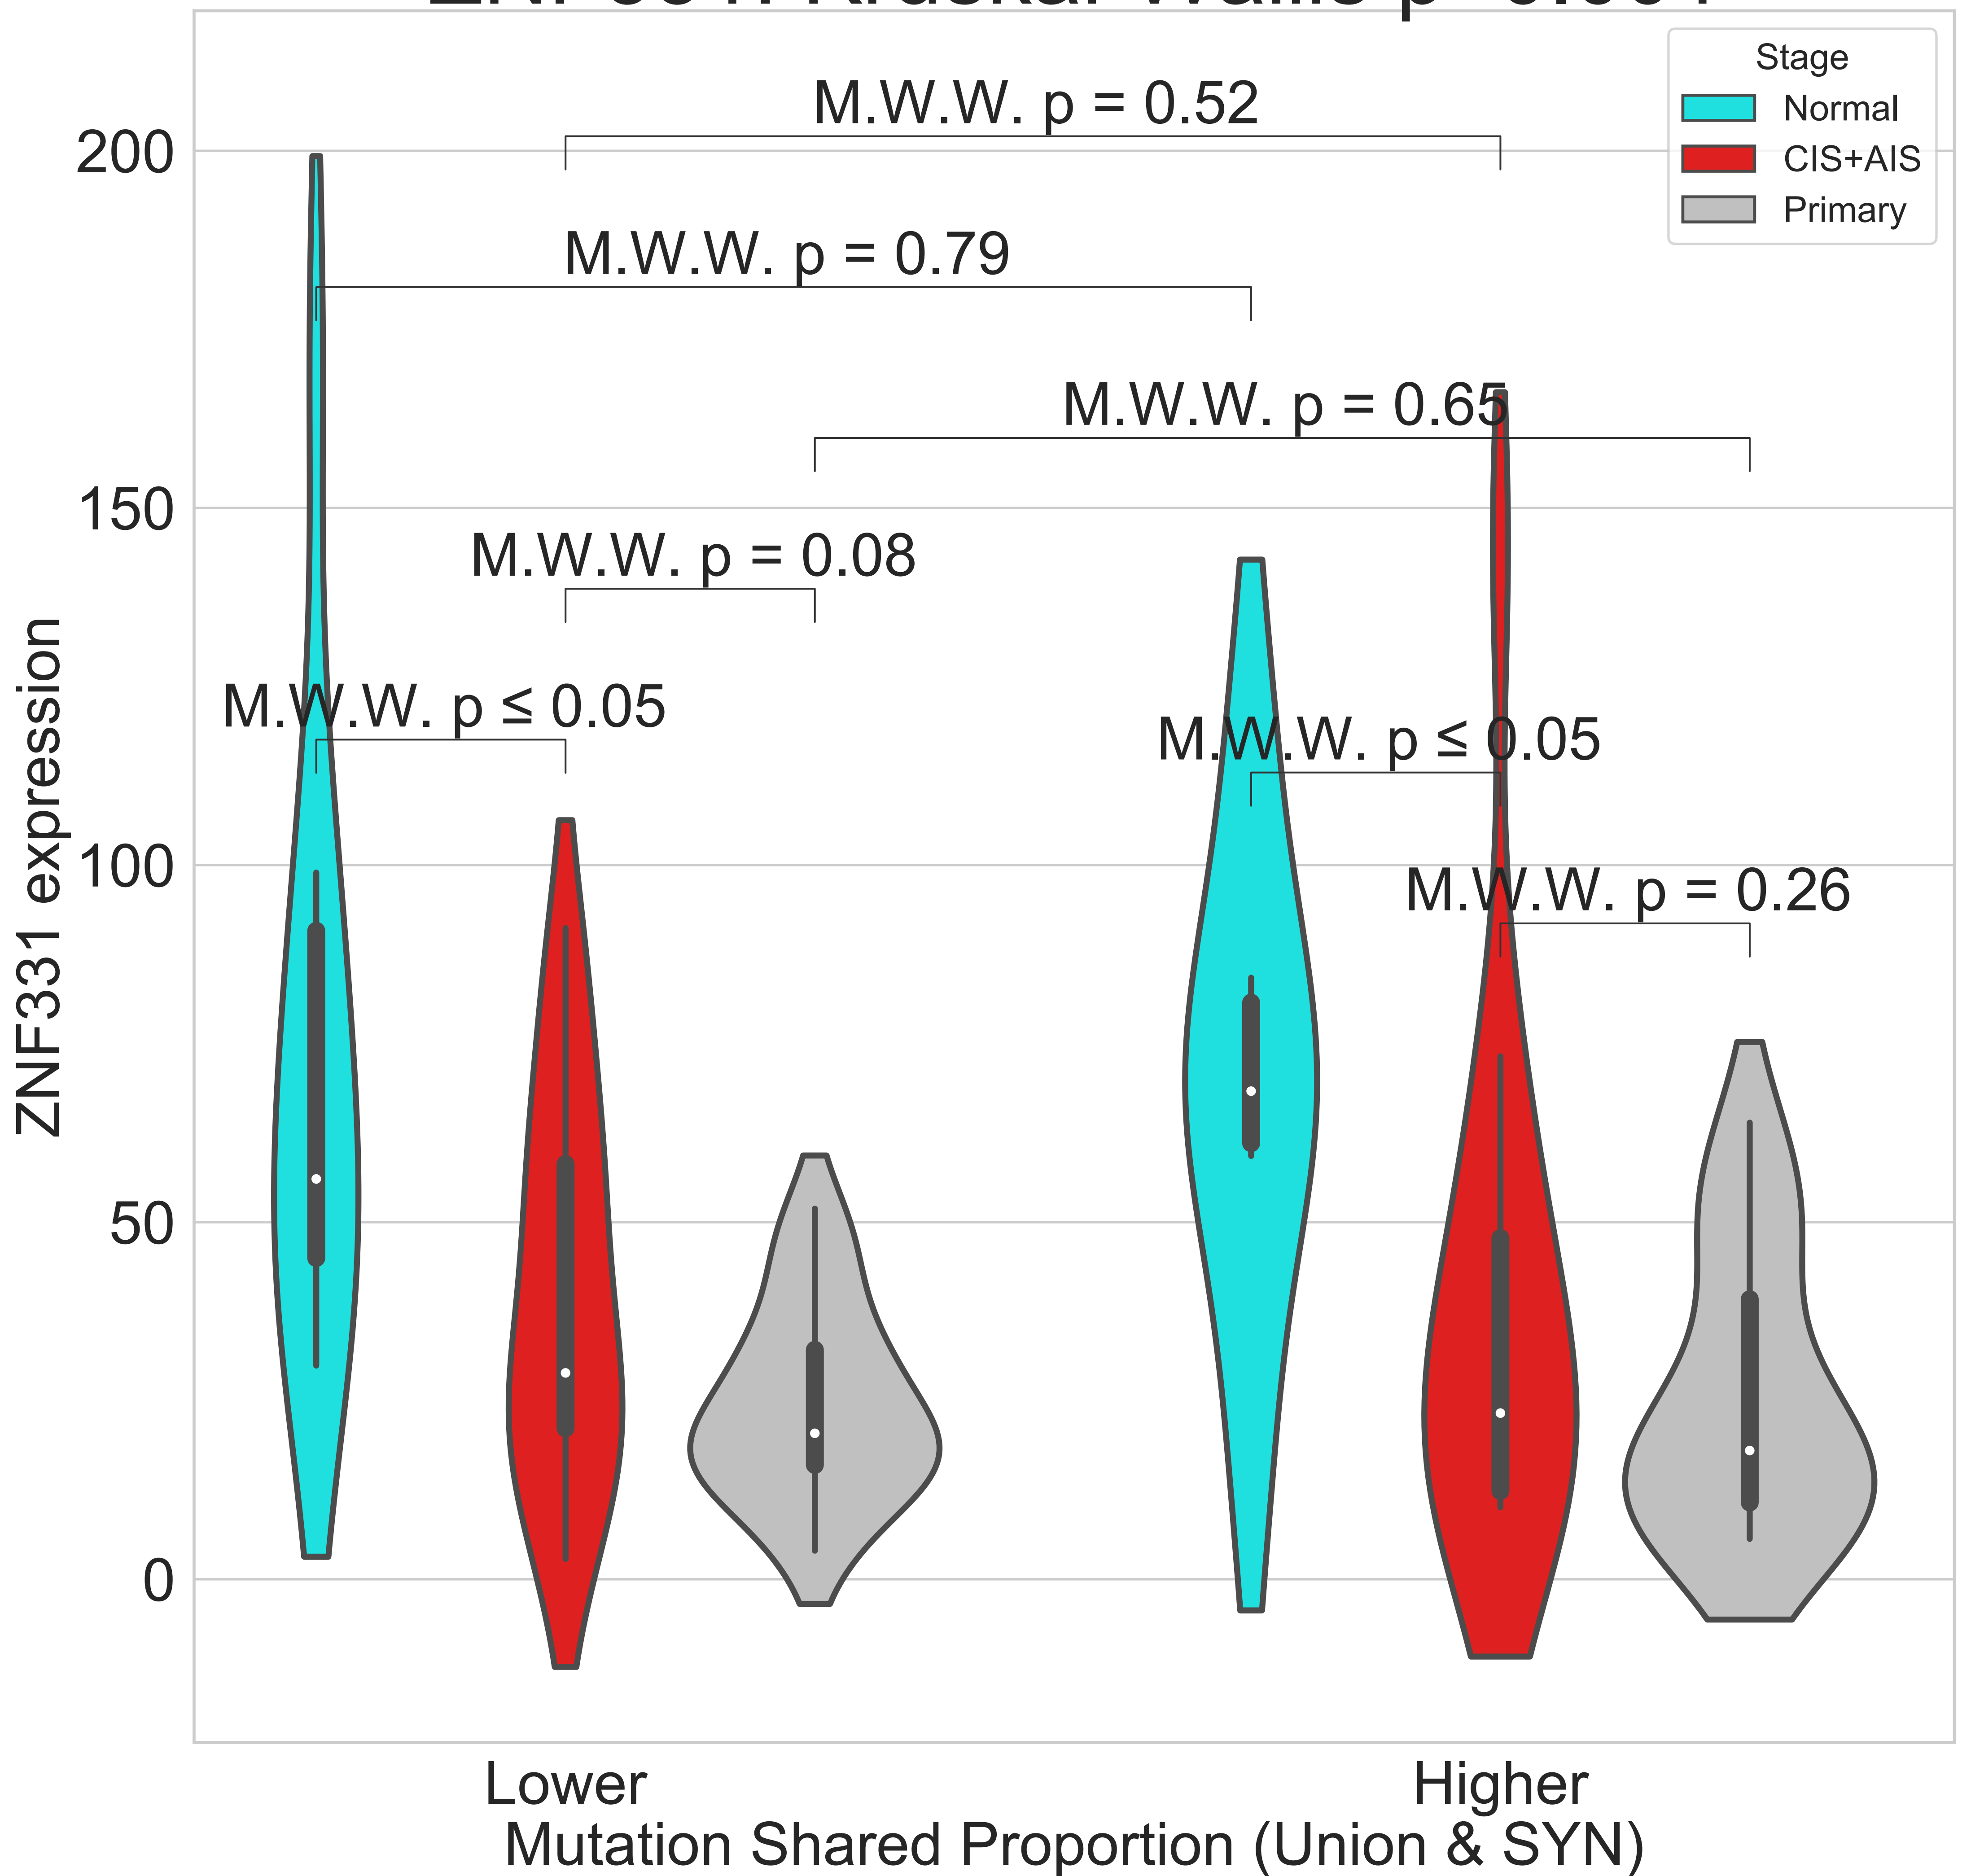 Stage
Normal
CIS+AIS
Primary
M.W.W. p = 0.52
M.W.W. p = 0.79
M.W.W. p = 0.65
M.W.W. p = 0.08
M.W.W. p ≤ 0.05
M.W.W. p ≤ 0.05
M.W.W. p = 0.26
200
150
100
50
0
ZNF331 expression
Lower
Higher
Mutation Shared Proportion (Union & SYN)